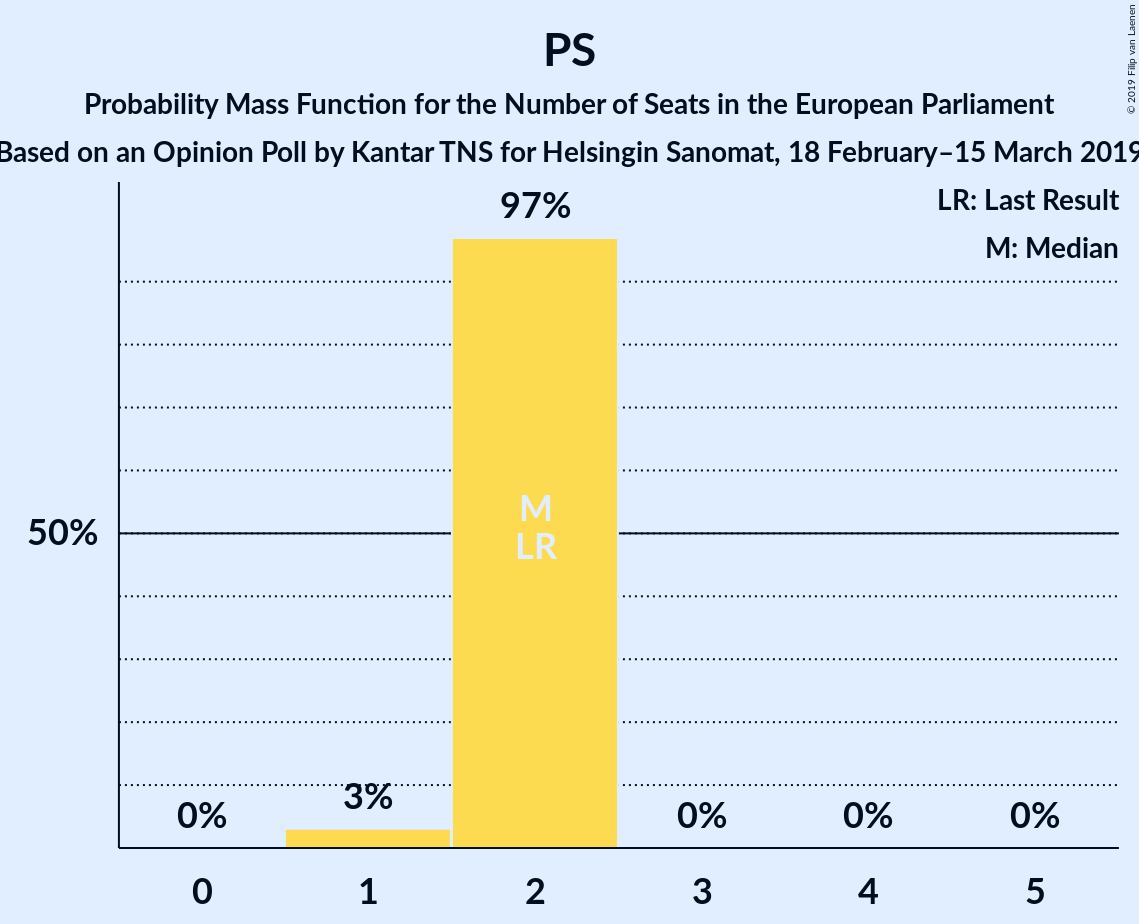 PS
Probability Mass Function for the Number of Seats in the European Parliament
Based on an Opinion Poll by Kantar TNS for Helsingin Sanomat, 18 February–15 March 2019
© 2019 Filip van Laenen
LR: Last Result
M: Median
97%
M
50%
LR
3%
0%
0%
0%
0%
0
1
2
3
4
5